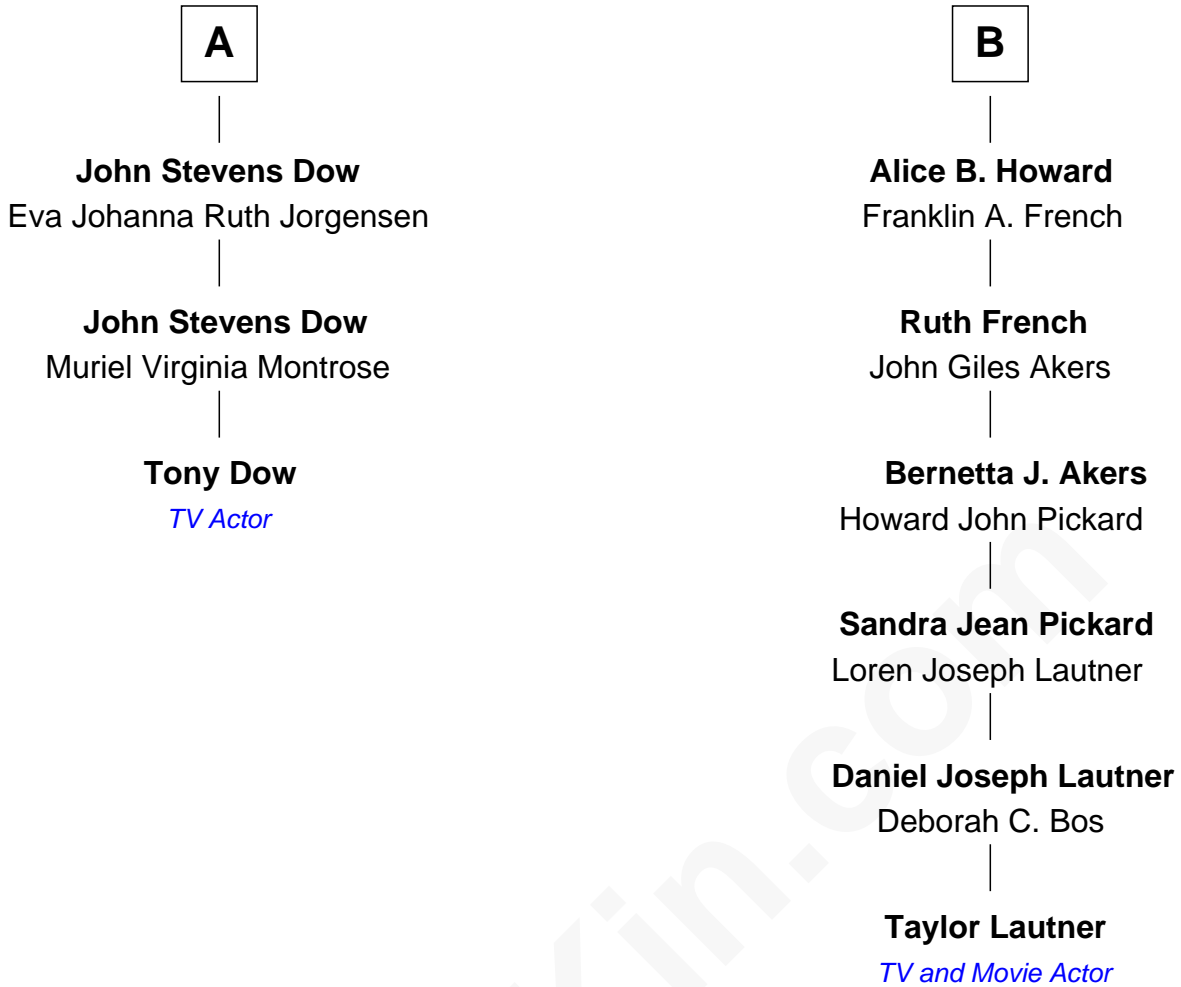 A
John Stevens Dow
Eva Johanna Ruth Jorgensen
John Stevens Dow
Muriel Virginia Montrose
Tony Dow
TV Actor
B
Alice B. Howard
Franklin A. French
Ruth French
John Giles Akers
Bernetta J. Akers
Howard John Pickard
Sandra Jean Pickard
Loren Joseph Lautner
Daniel Joseph Lautner
Deborah C. Bos
Taylor Lautner
TV and Movie Actor
Kin.com